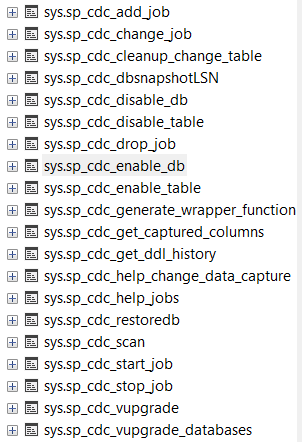 sys.sp_cdc_add_job
sys.sp_cdc_change_job
sys.sp_cdc_cleanup_change_table
sys.sp_cdc_dbsnapshotLSN
sys.sp_cdc_disable_db
sys.sp_cdc_disable_table
sys.sp_cdc_drop_job
sys.sp_cdc_enable_db
sys.sp_cdc_enable_table
sys.sp_cdc_generate_wrapper_function
sys.sp_cdc_get_captured_columns
sys.sp_cdc_get_ddl_history
sys.sp_cdc_help_change_data_capture
sys.sp_cdc_help_jobs
sys.sp_cdc_restoredb
sys.sp_cdc_scan
sys.sp_cdc_start_job
sys.sp_cdc_stop_job
sys.sp_cdc_vupgrade
sys.sp_cdc_vupgrade_databases